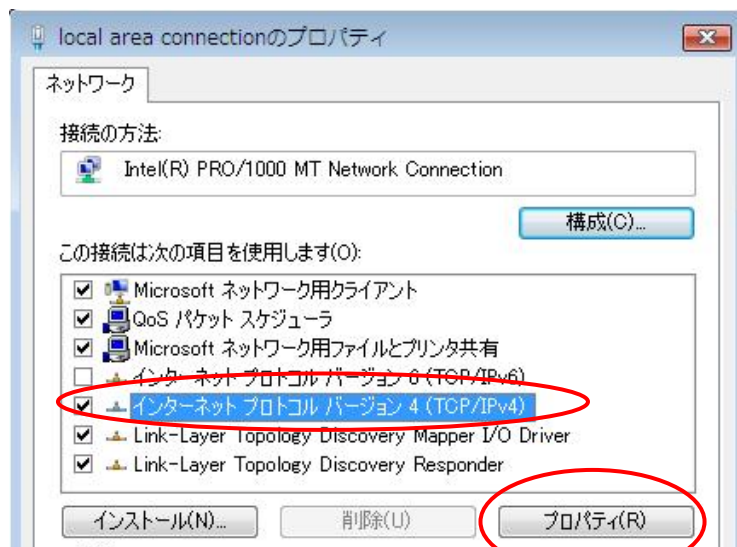 local area connectionのプロパティ
ネットワーク
接続の方法:
Intel(R) PRO/1000 MT Network Connection
構成(C)...
この接続は次の項目を使用します(O):
Microsoft ネットワーク用クライアント
QoS パケット スケジューラ
Microsoft ネットワーク用ファイルとプリンタ共有
インターネット プロトコル バージョン 6 (TCP/IPv6)
インターネット プロトコル バージョン 4 (TCP/IPv4)
Link-Layer Topology Discovery Mapper I/O Driver
Link-Layer Topology Discovery Responder
インストール(N)... 削除(U) プロパティ(R)